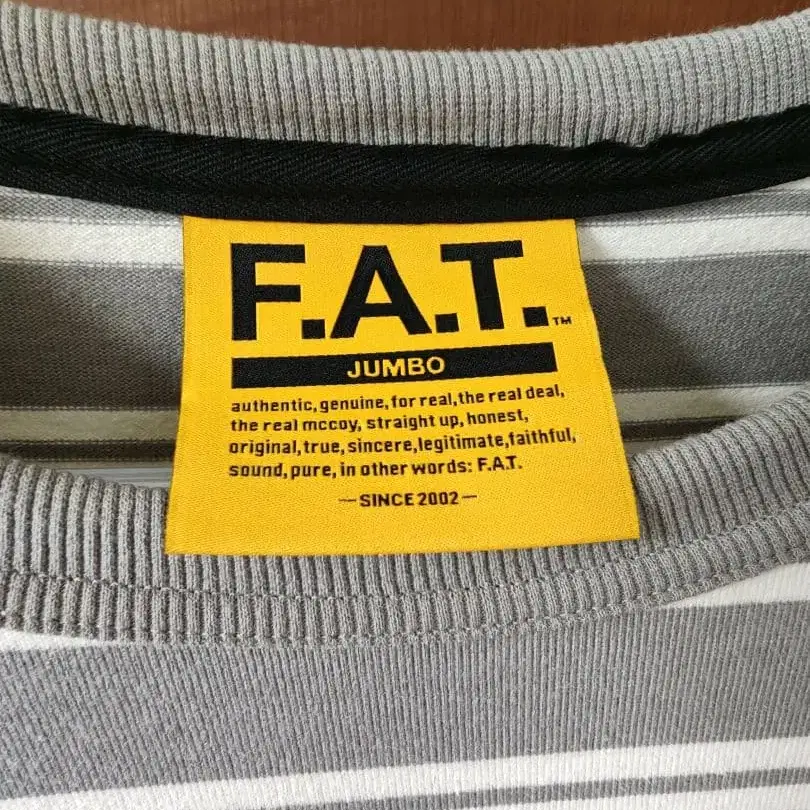 F.A.T.™
JUMBO
authentic, genuine, for real, the real deal,
the real mccoy, straight up, honest,
original, true, sincere, legitimate, faithful,
sound, pure, in other words: F.A.T.
— SINCE 2002 —